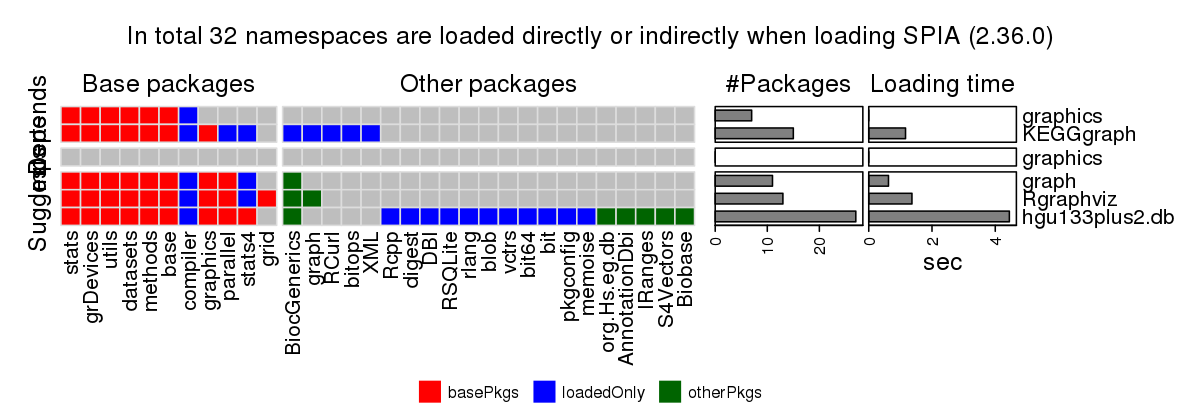 In total 32 namespaces are loaded directly or indirectly when loading SPIA (2.36.0)
Base packages
Other packages
#Packages
Loading time
Depends
Suggests
graphics
KEGGgraph
graphics
graph
Rgraphviz
hgu133plus2.db
stats
grDevices
utils
datasets
methods
base
compiler
graphics
parallel
stats4
grid
BiocGenerics
graph
RCurl
bitops
XML
Rcpp
digest
DBI
RSQLite
rlang
blob
vctrs
bit64
bit
pkgconfig
memoise
org.Hs.eg.db
AnnotationDbi
IRanges
S4Vectors
Biobase
0
10
20
0
2
4
sec
basePkgs
loadedOnly
otherPkgs